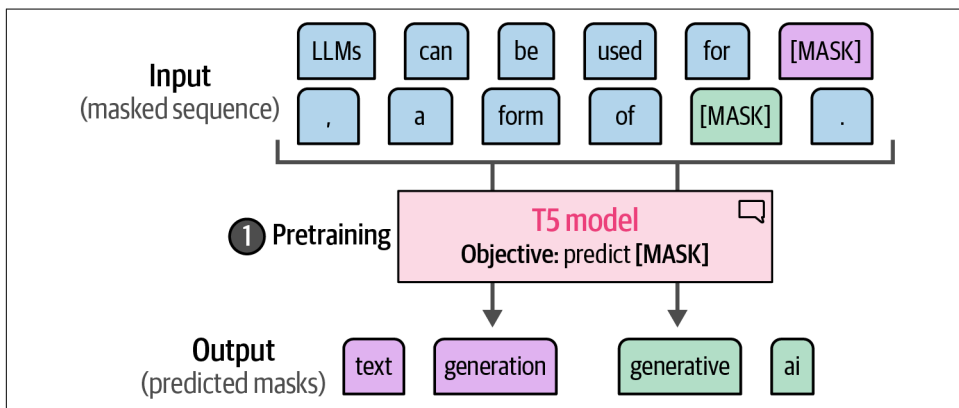 LLMs can be used for [MASK]
Input
(masked sequence)
, a form of [MASK] .
T5 model
1 Pretraining
Objective: predict [MASK]
Output
(predicted masks)
text generation generative ai